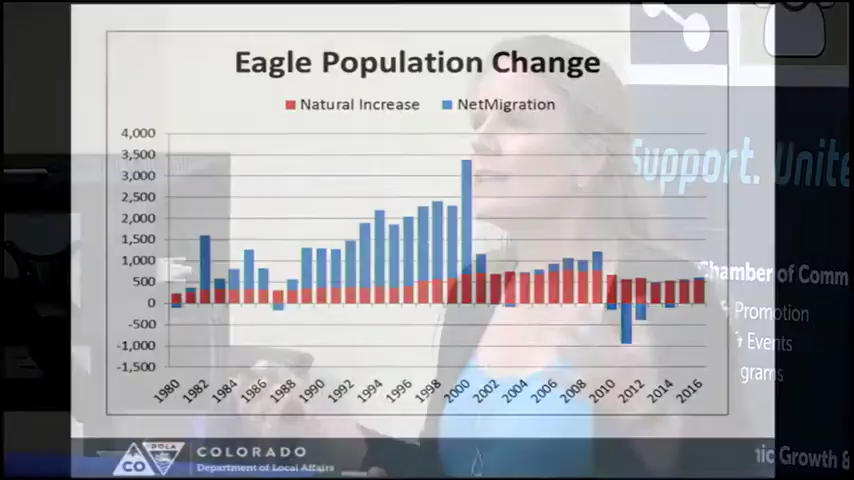 Eagle Population Change
Natural Increase NetMigration
4,000
3,500
3,000
2,500
2,000
1,500
1,000
500
0
-500
-1,000
-1,500
1980 1982 1984 1986 1988 1990 1992 1994 1996 1998 2000 2002 2004 2006 2008 2010 2012 2014 2016
CO DOLA
COLORADO
Department of Local Affairs
Support. Unite
Chamber of Comm
Promotion
Events
grams
ic Growth &